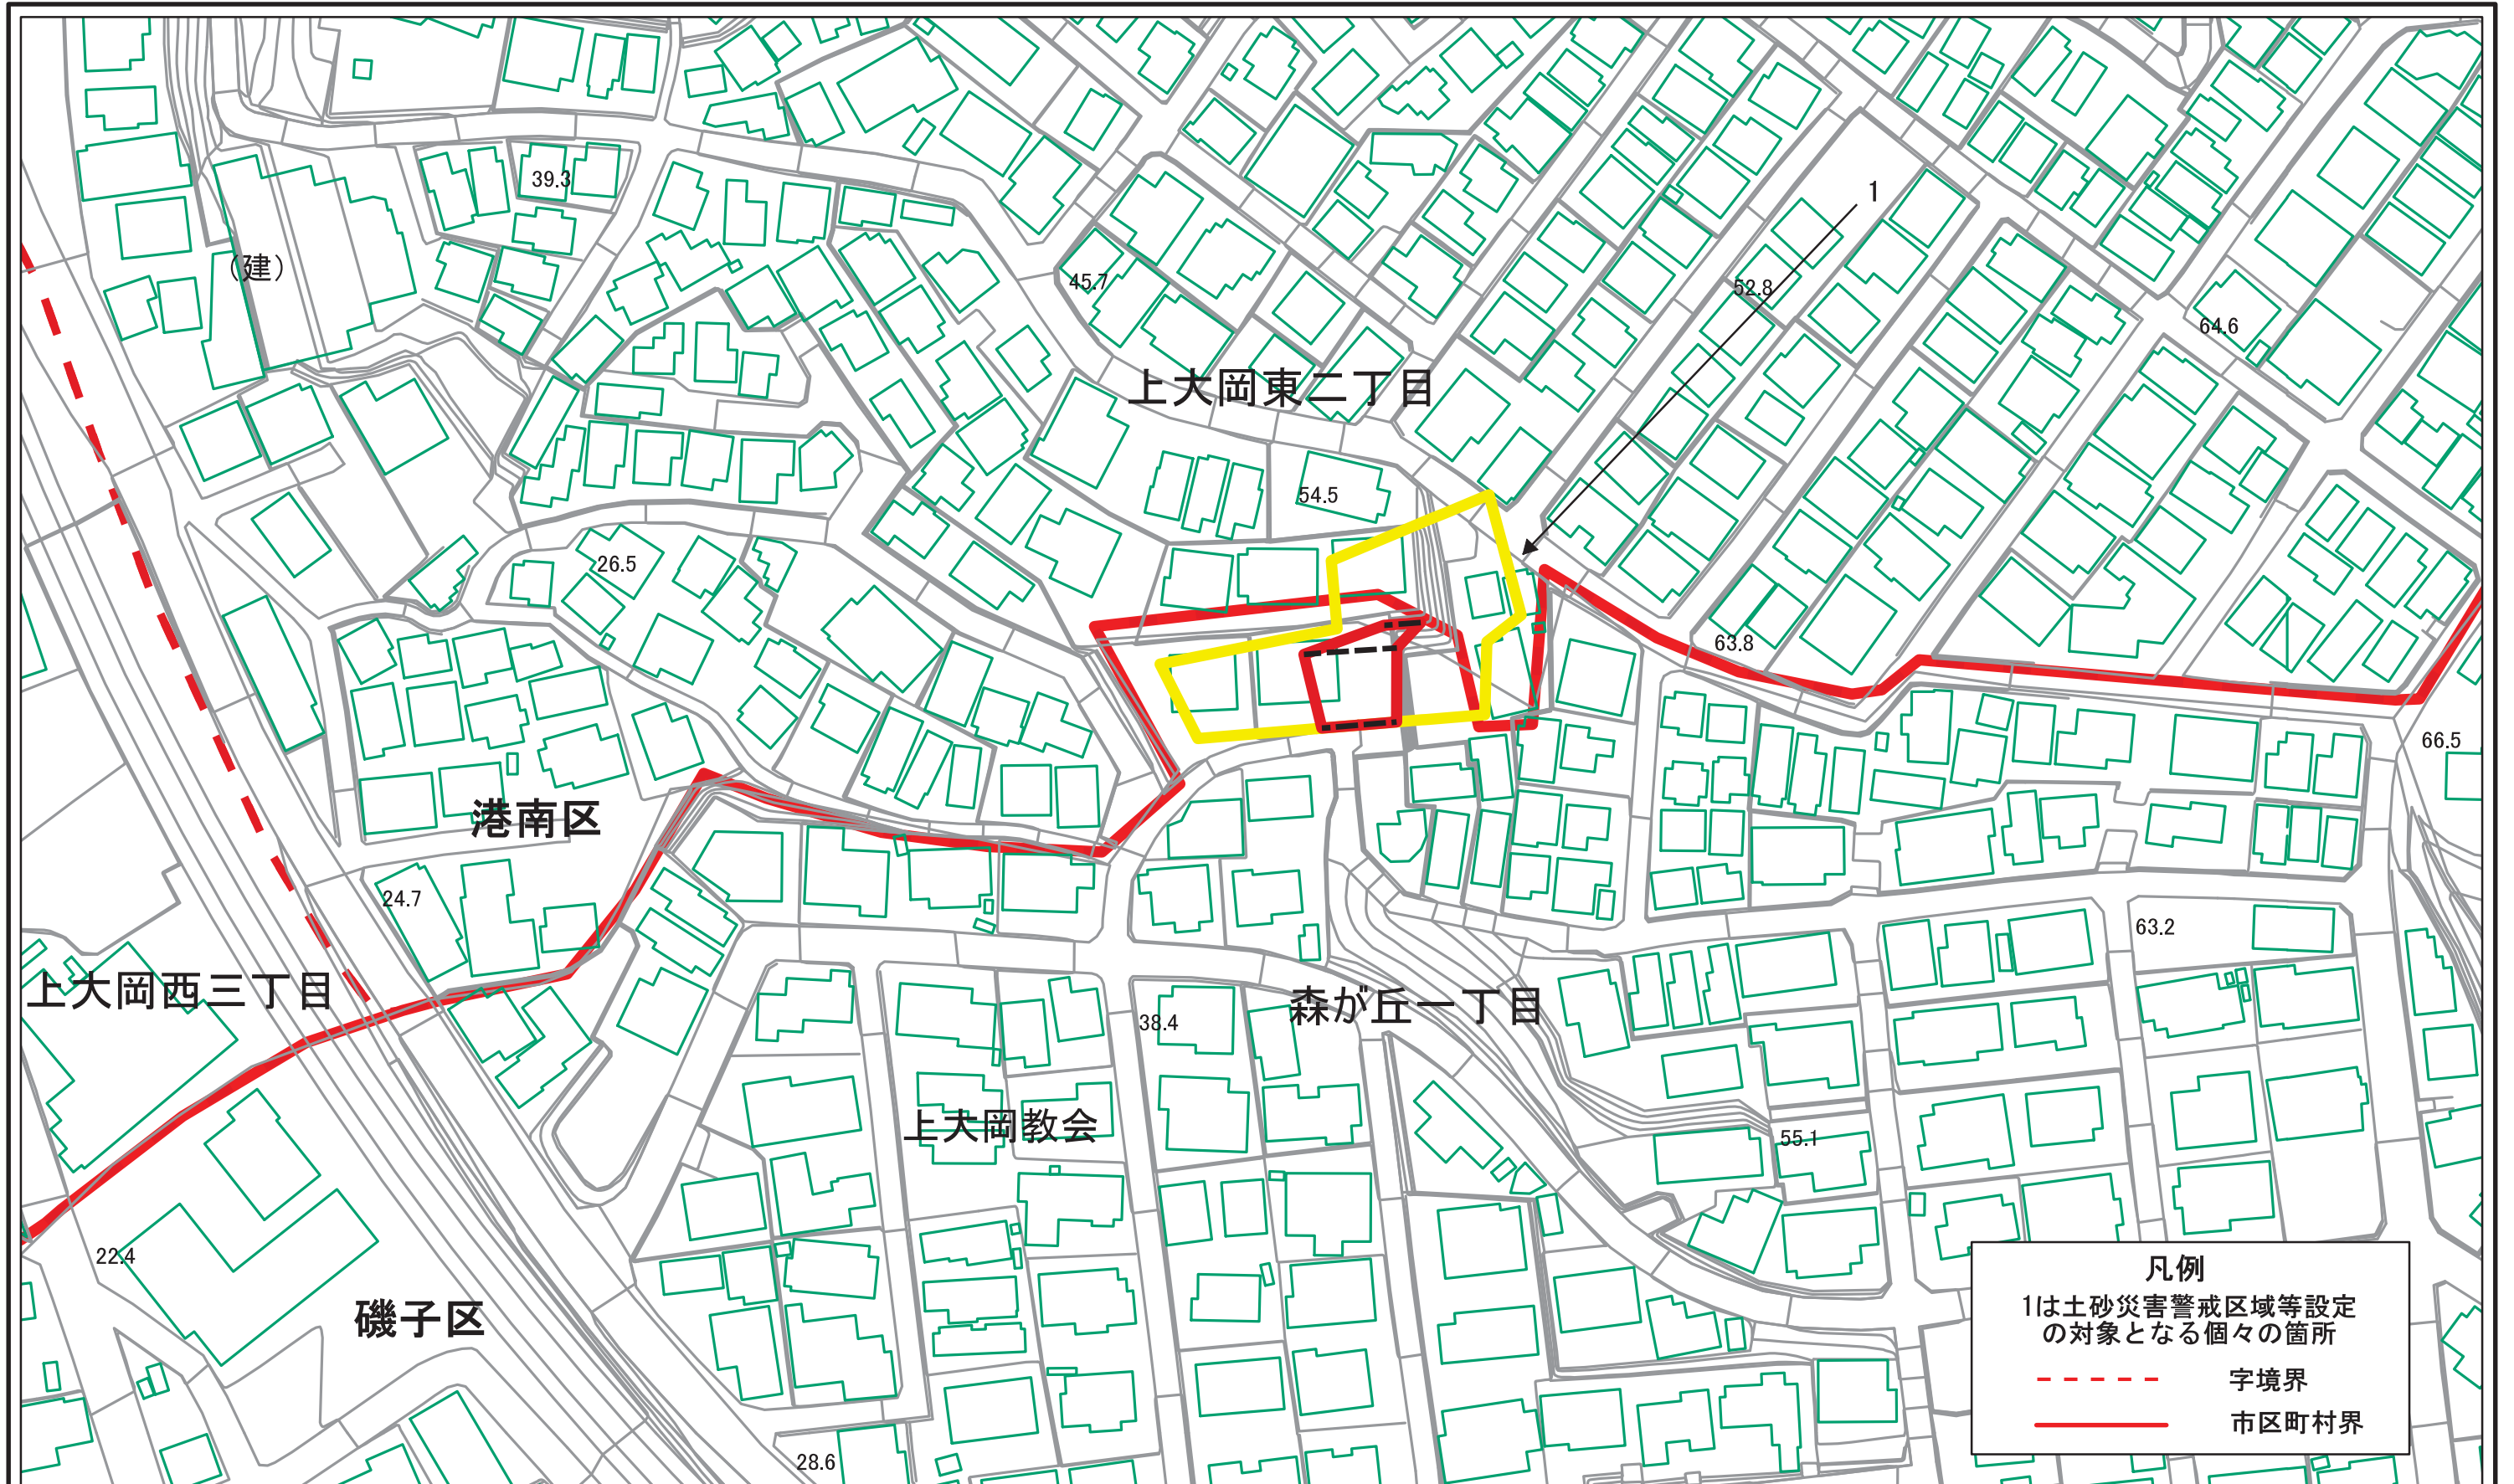 1
39.3
(建)
45.7
52.8
64.6
上大岡東二丁目
54.5
26.5
63.8
66.5
港南区
24.7
63.2
上大岡西三丁目
森が丘一丁目
38.4
上大岡教会
55.1
22.4
磯子区
28.6
凡例
1は土砂災害警戒区域等設定
の対象となる個々の箇所
字境界
市区町村界